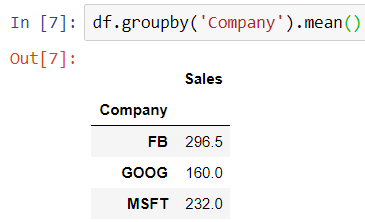 In [7]: df.groupby('Company').mean()
Out[7]:
Sales
Company
FB 296.5
GOOG 160.0
MSFT 232.0